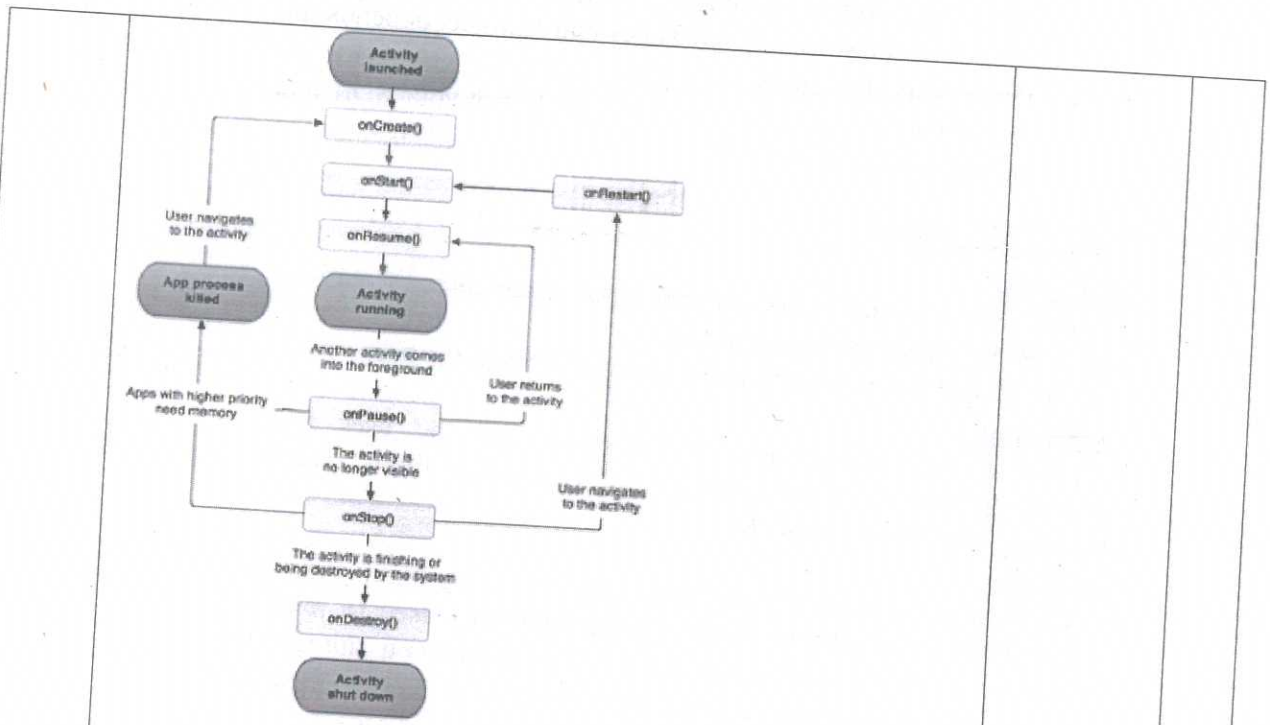 Activity
launched
onCreate()
onStart()
onRestart()
User navigates
to the activity
onResume()
App process
killed
Activity
running
Another activity comes
into the foreground
User returns
to the activity
Apps with higher priority
need memory
onPause()
The activity is
no longer visible
User navigates
to the activity
onStop()
The activity is finishing or
being destroyed by the system
onDestroy()
Activity
shut down